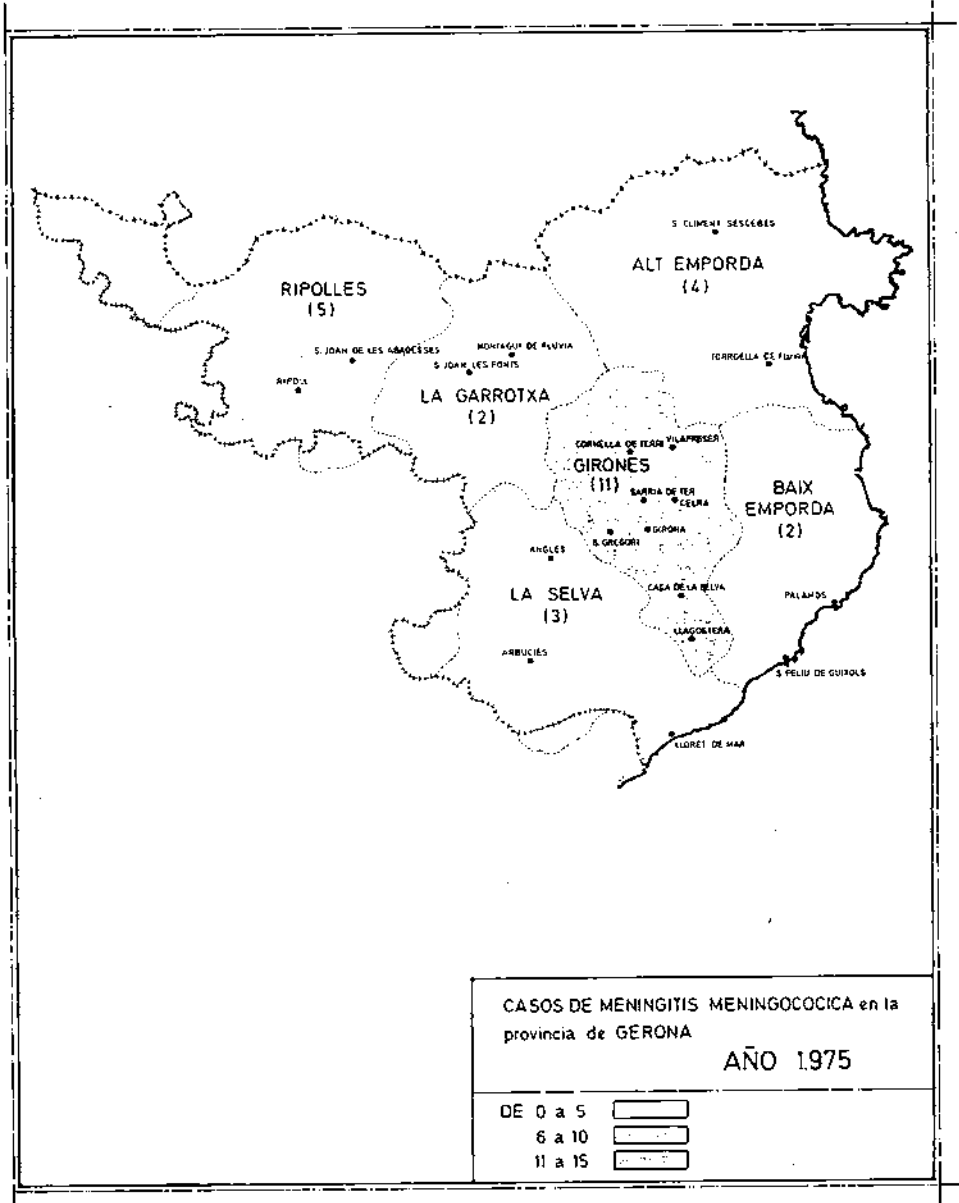 S. CLIMENT SESCEBES
ALT EMPORDA
(4)
RIPOLLES
(5)
S. JOAN DE LES ABADESSES
MONTAGUT DE FLUVIA
S. JOAN LES FONTS
TORROELLA DE FLUVIA
RIPOLL
LA GARROTXA
(2)
CORNELLA DE TERRI
VILAFRESER
GIRONES
(11)
SARRIA DE TER
CELRA
BAIX
EMPORDA
(2)
S. GREGORI
GIRONA
ANGLES
LA SELVA
(3)
CASA DE LA SELVA
PALAMOS
LLAGOSTERA
ARBUCIES
S. FELIU DE GUIXOLS
LLORET DE MAR
CASOS DE MENINGITIS MENINGOCOCICA en la
provincia de GERONA
AÑO 1.975
DE 0 a 5
6 a 10
11 a 15